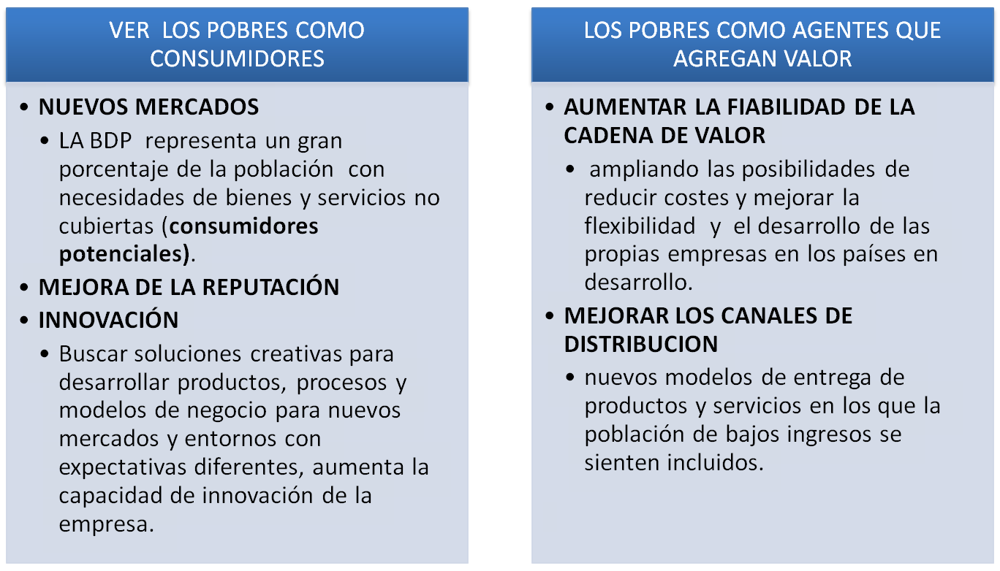 VER LOS POBRES COMO
CONSUMIDORES
• NUEVOS MERCADOS
• LA BDP representa un gran
porcentaje de la población con
necesidades de bienes y servicios no
cubiertas (consumidores
potenciales).
• MEJORA DE LA REPUTACIÓN
• INNOVACIÓN
• Buscar soluciones creativas para
desarrollar productos, procesos y
modelos de negocio para nuevos
mercados y entornos con
expectativas diferentes, aumenta la
capacidad de innovación de la
empresa.
LOS POBRES COMO AGENTES QUE
AGREGAN VALOR
• AUMENTAR LA FIABILIDAD DE LA
CADENA DE VALOR
• ampliando las posibilidades de
reducir costes y mejorar la
flexibilidad y el desarrollo de las
propias empresas en los países en
desarrollo.
• MEJORAR LOS CANALES DE
DISTRIBUCION
• nuevos modelos de entrega de
productos y servicios en los que la
población de bajos ingresos se
sienten incluidos.